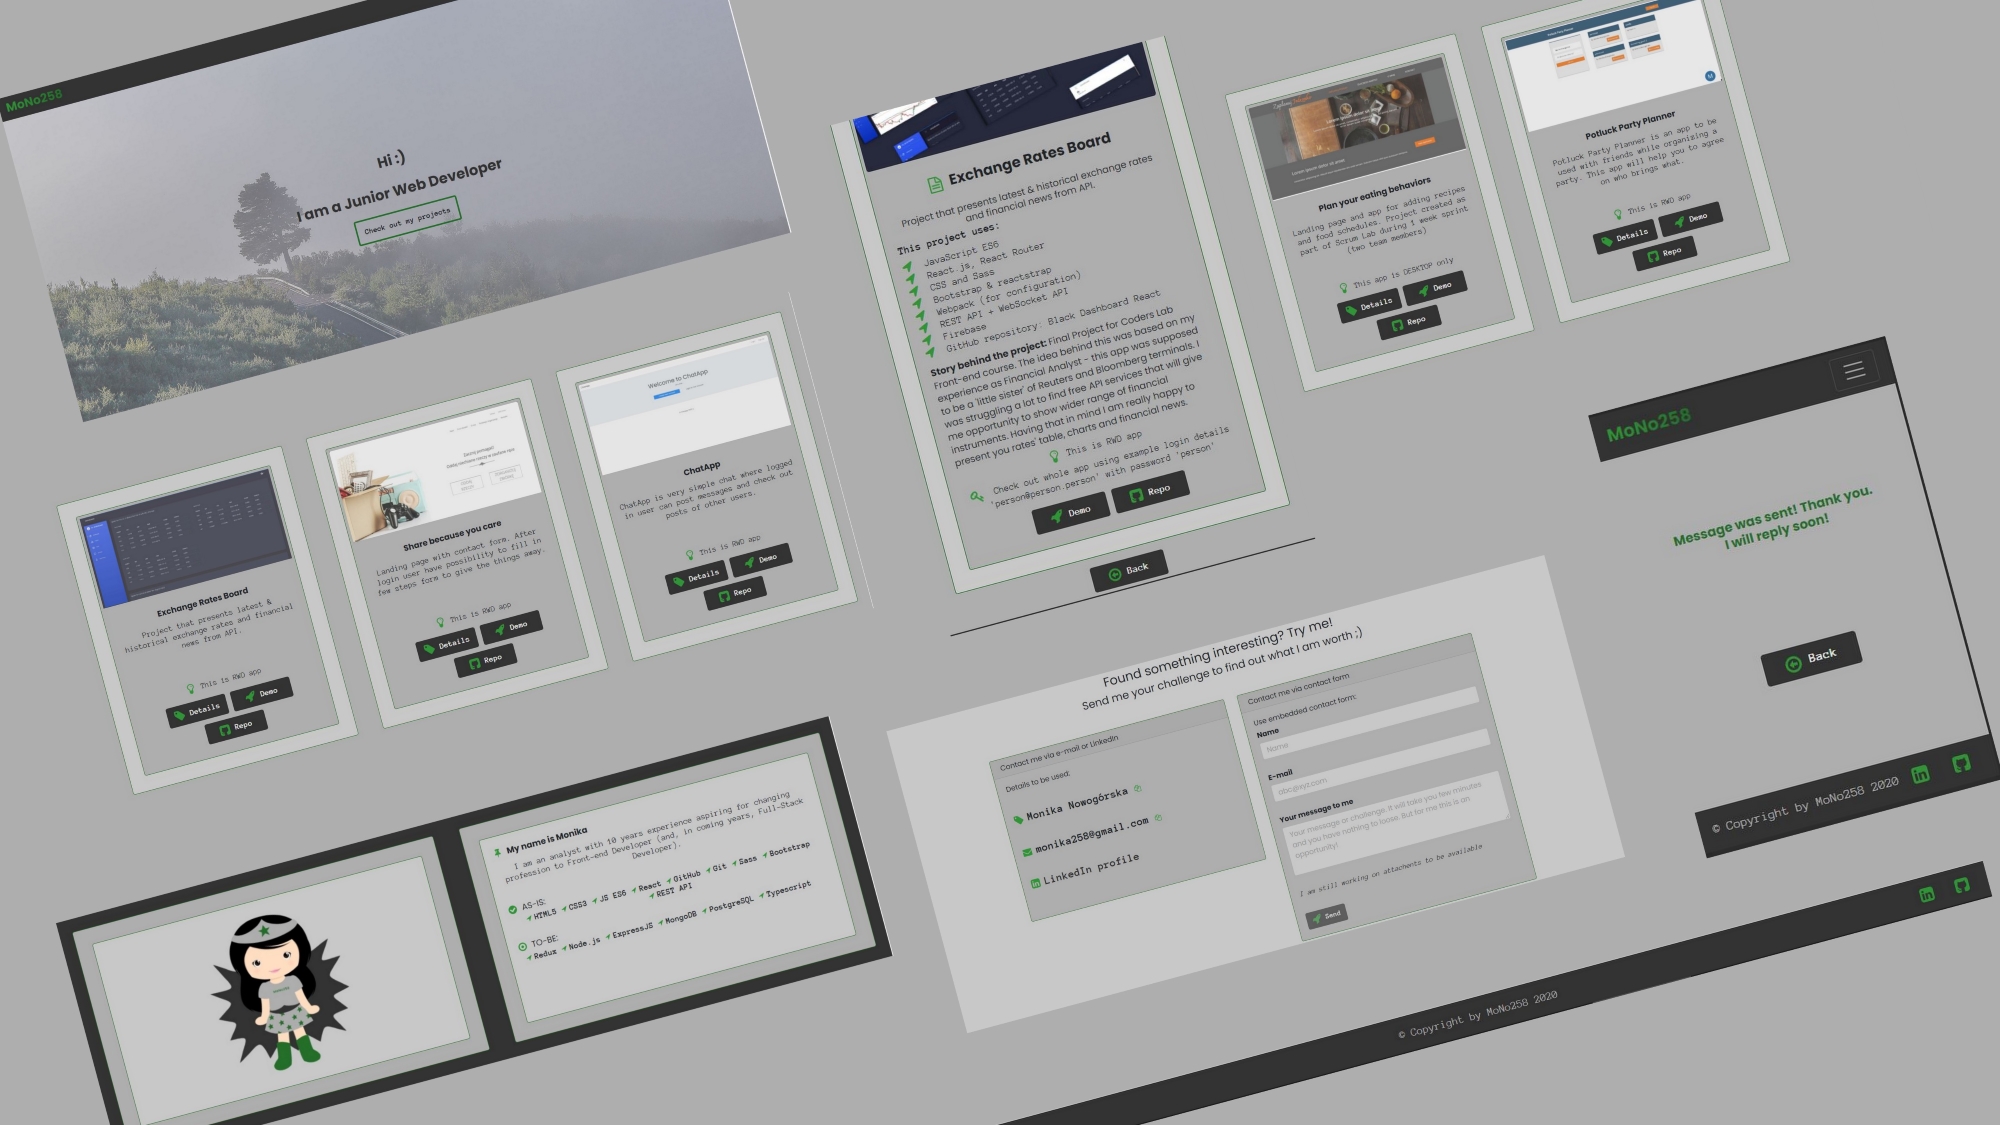 MoNo258
Hi :)
I am a Junior Web Developer
Check out my projects
Exchange Rates Board
Project that presents latest &
historical exchange rates and financial
news from API.
This is RWD app
Details
Demo
Repo
Share because you care
Landing page with contact form. After
login user have possibility to fill in
few steps form to give the things away.
This is RWD app
Details
Demo
Repo
Welcome to ChatApp
ChatApp
ChatApp is very simple chat where logged
in user can post messages and check out
posts of other users.
This is RWD app
Details
Demo
Repo
My name is Monika
I am an analyst with 10 years experience aspiring for changing
profession to Front-end Developer (and, in coming years, Full-Stack
Developer).
AS-IS:
HTML5 CSS3 JS ES6 React GitHub Git Sass Bootstrap
REST API
TO-BE:
Redux Node.js ExpressJS MongoDB PostgreSQL Typescript
Exchange Rates Board
Project that presents latest & historical exchange rates
and financial news from API.
This project uses:
JavaScript ES6
React.js, React Router
CSS and Sass
Bootstrap & reactstrap
Webpack (for configuration)
REST API + WebSocket API
Firebase
GitHub repository: Black Dashboard React
Story behind the project: Final Project for Coders Lab
Front-end course. The idea behind this was based on my
experience as Financial Analyst - this app was supposed
to be a 'little sister' of Reuters and Bloomberg terminals. I
was struggling a lot to find free API services that will give
me opportunity to show wider range of financial
instruments. Having that in mind I am really happy to
present you rates' table, charts and financial news.
This is RWD app
Check out whole app using example login details
'person@person.person' with password 'person'
Demo
Repo
Back
Plan your eating behaviors
Landing page and app for adding recipes
and food schedules. Project created as
part of Scrum Lab during 1 week sprint
(two team members)
This app is DESKTOP only
Details
Demo
Repo
Potluck Party Planner
Potluck Party Planner is an app to be
used with friends while organizing a
party. This app will help you to agree
on who brings what.
This is RWD app
Details
Demo
Repo
Found something interesting? Try me!
Send me your challenge to find out what I am worth ;)
Contact me via e-mail or LinkedIn
Details to be used:
Monika Nowogórska
monika258@gmail.com
LinkedIn profile
Contact me via contact form
Use embedded contact form:
Name
Name
E-mail
abc@xyz.com
Your message to me
Your message or challenge. It will take you few minutes
and you have nothing to loose. But for me this is an
opportunity!
I am still working on attachents to be available
Send
© Copyright by MoNo258 2020
MoNo258
Message was sent! Thank you.
I will reply soon!
Back
© Copyright by MoNo258 2020